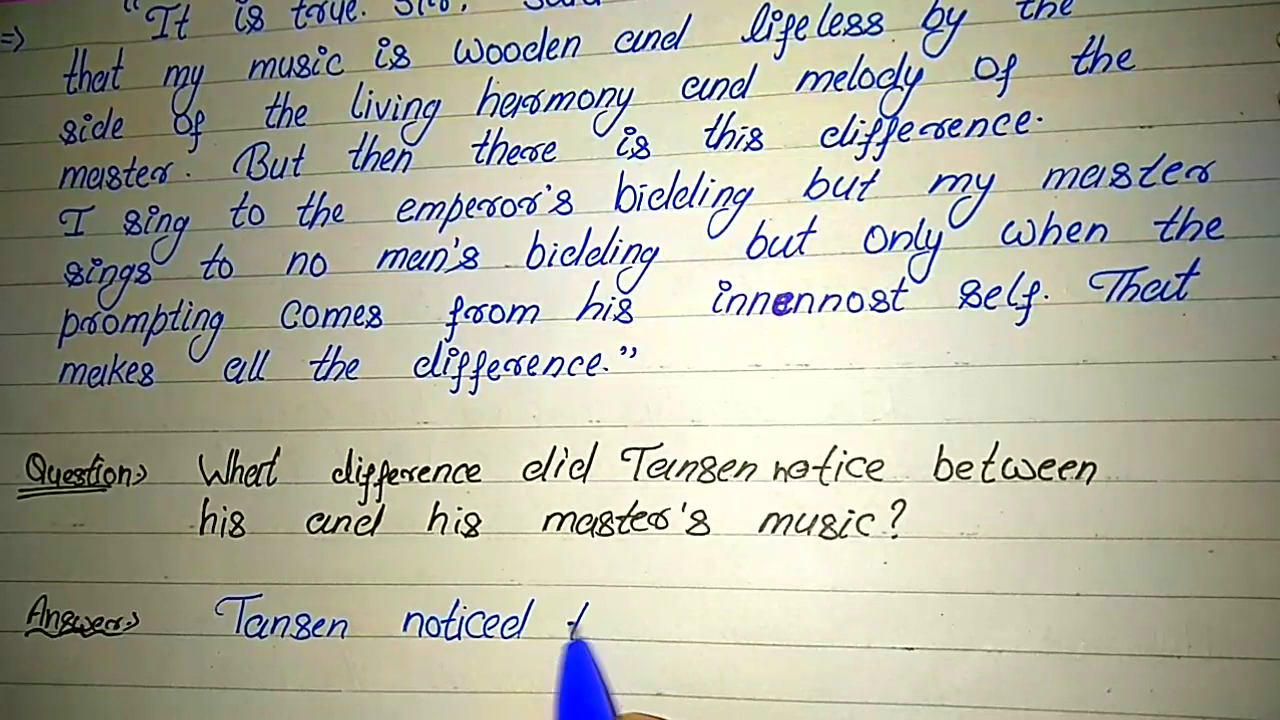 => "It is true. Sire,
that my music is wooden and lifeless by the
side of the living harmony and melody of the
master. But then there is this difference.
I sing to the emperor's bidding but my master
sings to no man's bidding but only when the
prompting comes from his innennost self. That
makes all the difference."
Question:> What difference did Tansen notice between
his and his master's music?
Answer:> Tansen noticed t